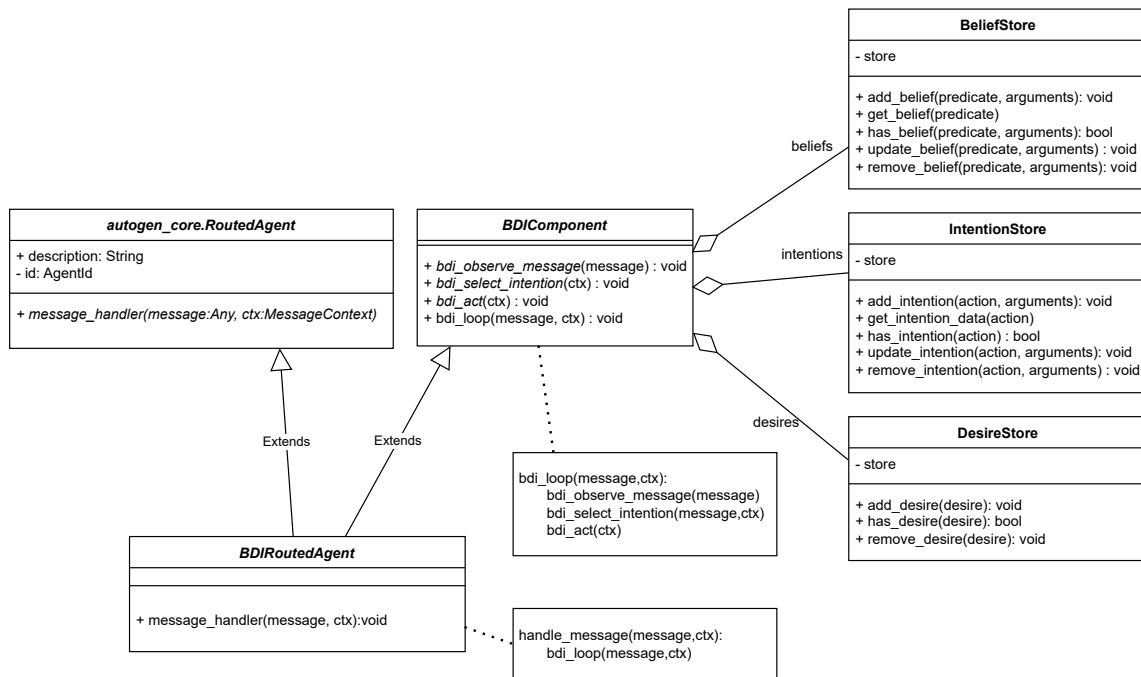 BeliefStore
- store
+ add_belief(predicate, arguments): void
+ get_belief(predicate)
+ has_belief(predicate, arguments): bool
+ update_belief(predicate, arguments) : void
+ remove_belief(predicate, arguments): void
beliefs
autogen_core.RoutedAgent
+ description: String
- id: AgentId
+ message_handler(message:Any, ctx:MessageContext)
BDIComponent
+ bdi_observe_message(message) : void
+ bdi_select_intention(ctx) : void
+ bdi_act(ctx) : void
+ bdi_loop(message, ctx) : void
intentions
IntentionStore
- store
+ add_intention(action, arguments): void
+ get_intention_data(action)
+ has_intention(action) : bool
+ update_intention(action, arguments): void
+ remove_intention(action, arguments) : void
Extends
Extends
desires
DesireStore
- store
+ add_desire(desire): void
+ has_desire(desire): bool
+ remove_desire(desire): void
bdi_loop(message,ctx):
bdi_observe_message(message)
bdi_select_intention(message,ctx)
bdi_act(ctx)
BDIRoutedAgent
+ message_handler(message, ctx):void
handle_message(message,ctx):
bdi_loop(message,ctx)